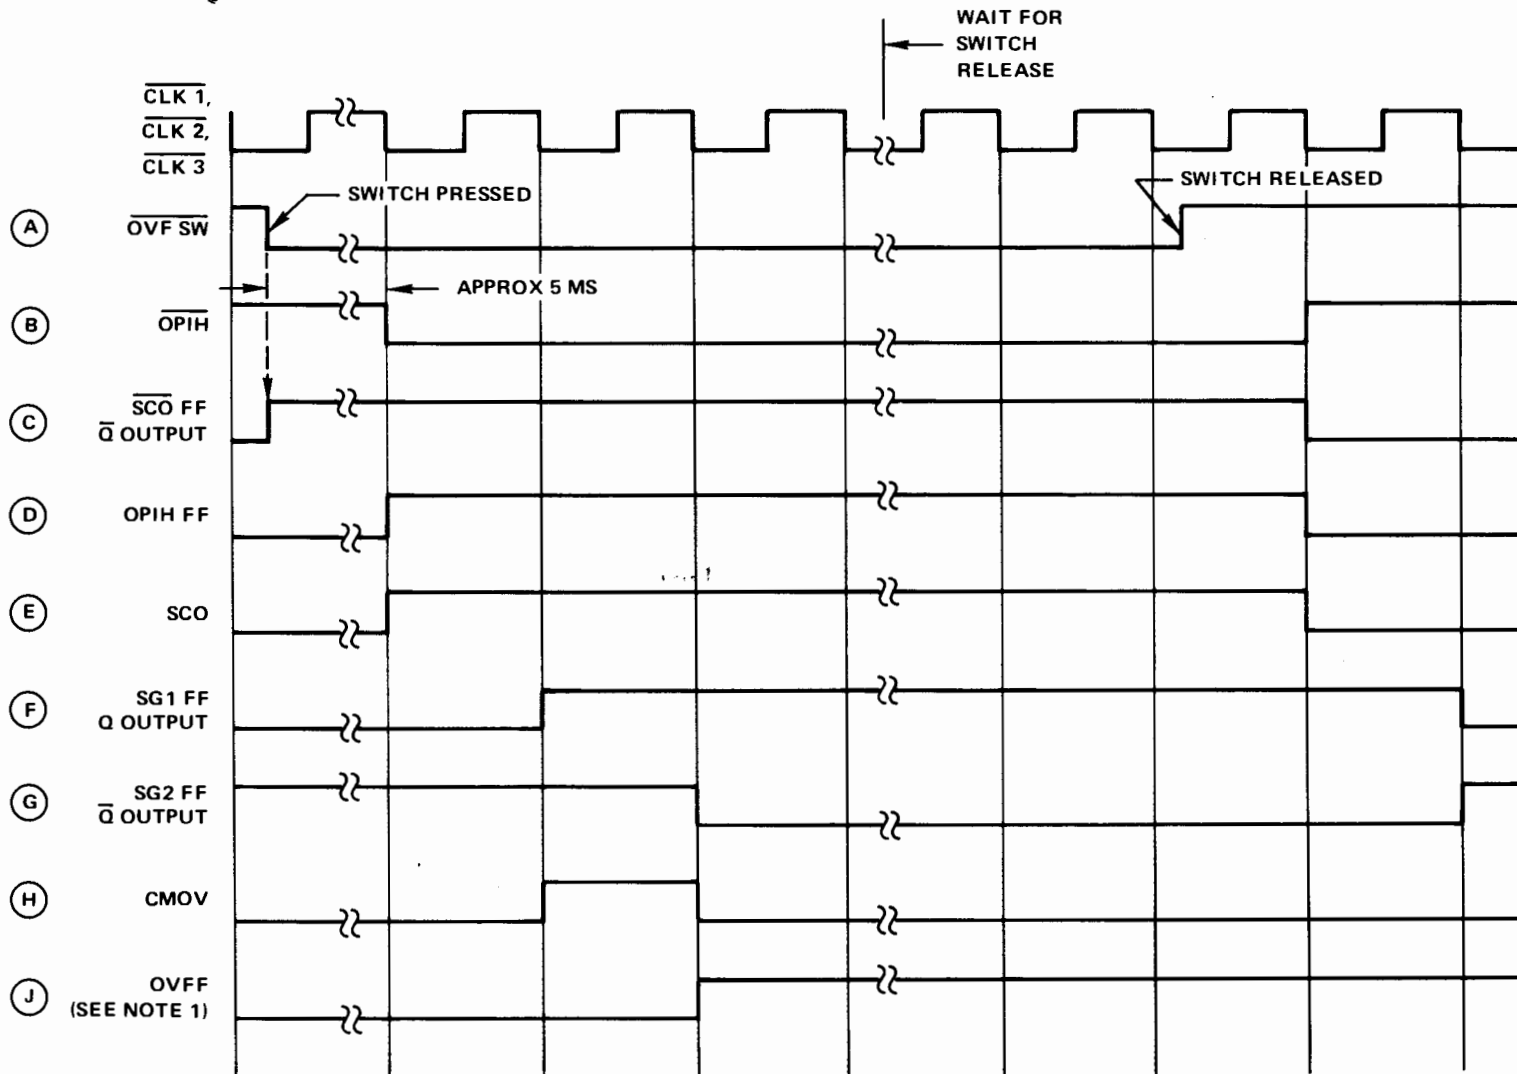 WAIT FOR
SWITCH
RELEASE
CLK 1,
CLK 2,
CLK 3
SWITCH PRESSED
SWITCH RELEASED
A OVF SW
APPROX 5 MS
B OPIH
C SCO FF
Q OUTPUT
D OPIH FF
E SCO
F SG1 FF
Q OUTPUT
G SG2 FF
Q OUTPUT
H CMOV
J OVFF
(SEE NOTE 1)